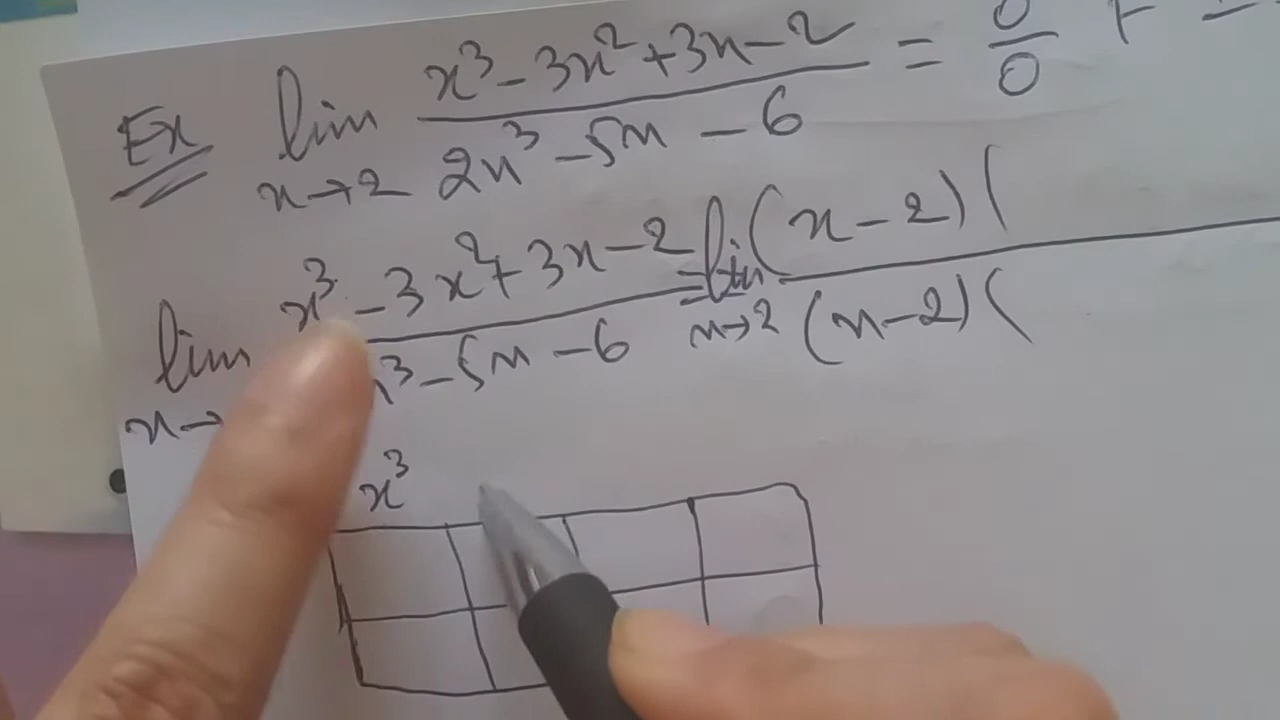 Ex lim x→2 (x³ - 3x² + 3x - 2)/(2x³ - 5x - 6) = 0/0
lim x→ (x³ - 3x² + 3x - 2)/(x³ - 5x - 6) = lim x→2 (x - 2)(/(x - 2)(
x³